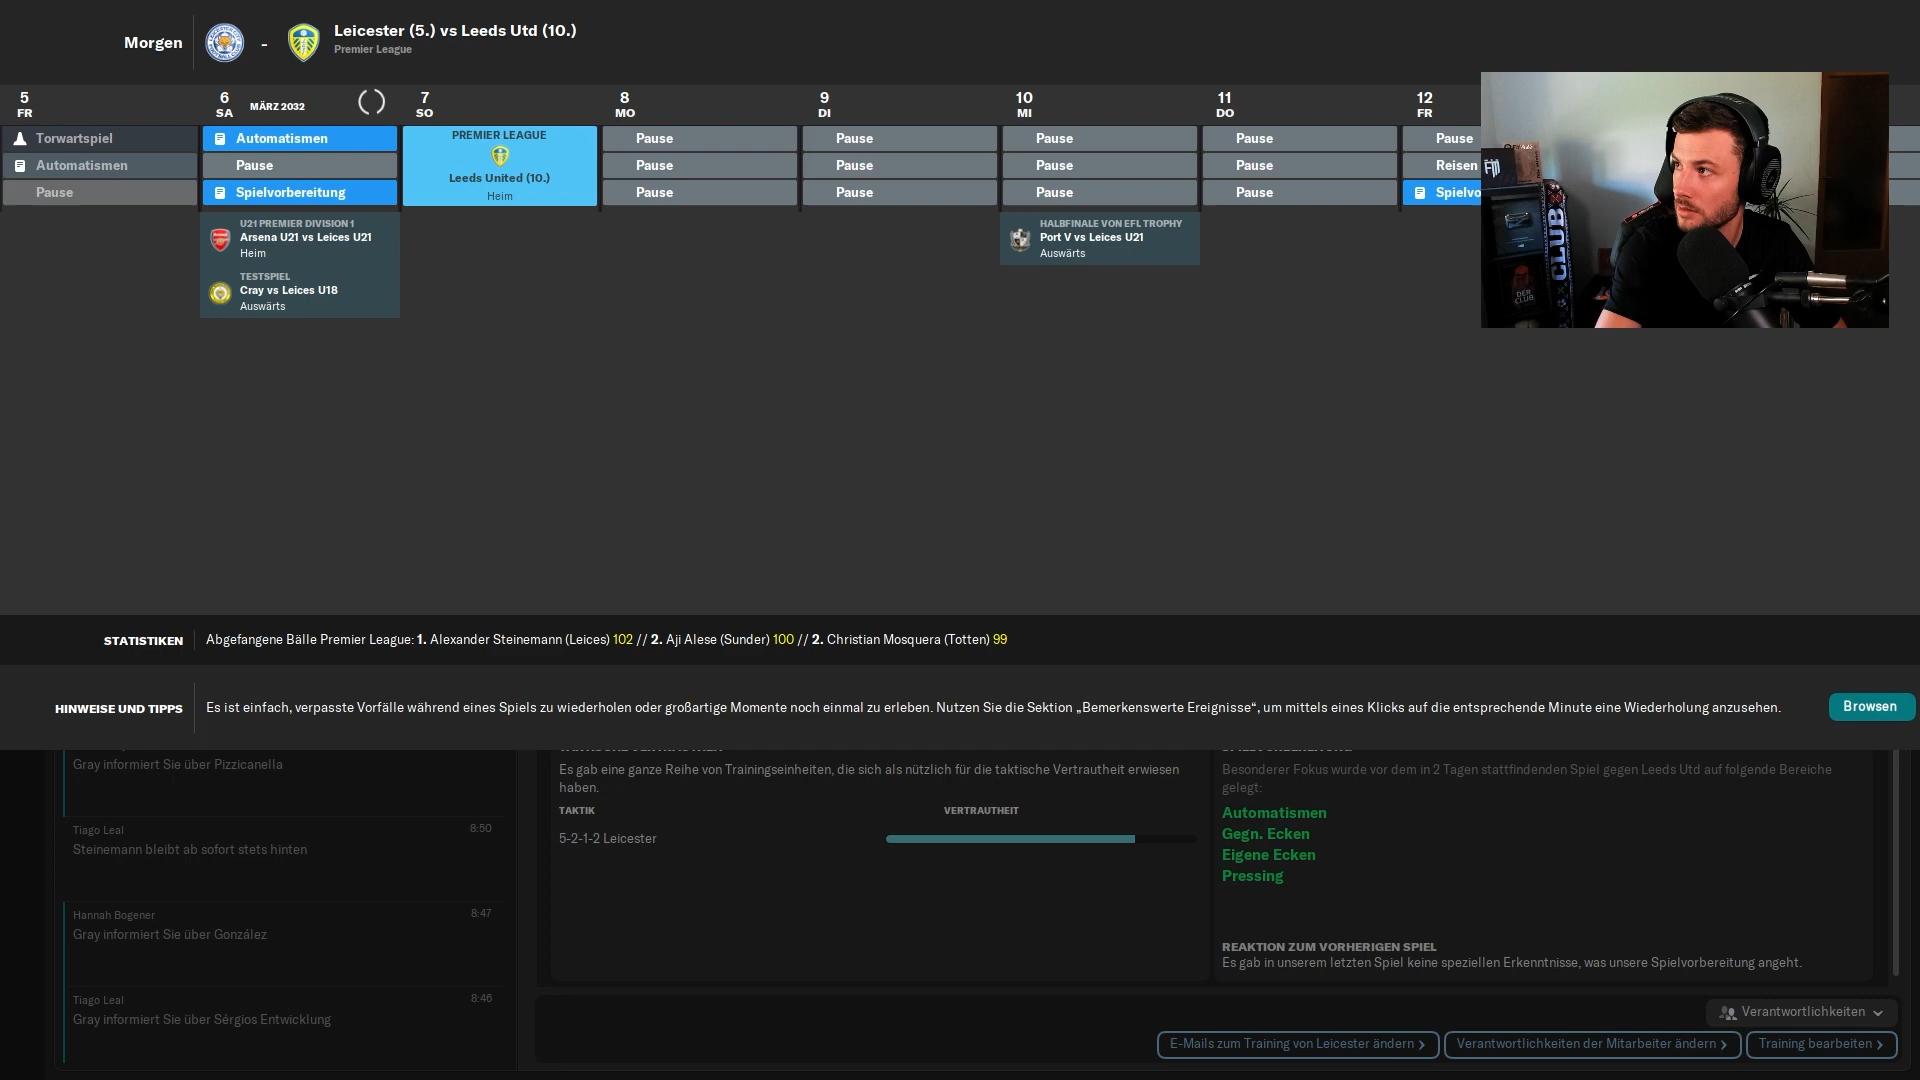 Morgen
-
Leicester (5.) vs Leeds Utd (10.)
Premier League
5
FR
6
SA
MÄRZ 2032
7
SO
8
MO
9
DI
10
MI
11
DO
12
FR
Torwartspiel
Automatismen
PREMIER LEAGUE
Pause
Pause
Pause
Pause
Pause
Automatismen
Pause
Leeds United (10.)
Pause
Pause
Pause
Pause
Reisen
Pause
Spielvorbereitung
Heim
Pause
Pause
Pause
Pause
Spielvo
U21 PREMIER DIVISION 1
Arsena U21 vs Leices U21
Heim
TESTSPIEL
Cray vs Leices U18
Auswärts
HALBFINALE VON EFL TROPHY
Port V vs Leices U21
Auswärts
CLUB
DER CLUB
STATISTIKEN
Abgefangene Bälle Premier League: 1. Alexander Steinemann (Leices) 102 // 2. Aji Alese (Sunder) 100 // 2. Christian Mosquera (Totten) 99
HINWEISE UND TIPPS
Es ist einfach, verpasste Vorfälle während eines Spiels zu wiederholen oder großartige Momente noch einmal zu erleben. Nutzen Sie die Sektion „Bemerkenswerte Ereignisse“, um mittels eines Klicks auf die entsprechende Minute eine Wiederholung anzusehen.
Browsen
Gray informiert Sie über Pizzicanella
Tiago Leal
8:50
Steinemann bleibt ab sofort stets hinten
Hannah Bogener
8:47
Gray informiert Sie über González
Tiago Leal
8:46
Gray informiert Sie über Sérgios Entwicklung
Es gab eine ganze Reihe von Trainingseinheiten, die sich als nützlich für die taktische Vertrautheit erwiesen
haben.
TAKTIK
VERTRAUTHEIT
5-2-1-2 Leicester
Besonderer Fokus wurde vor dem in 2 Tagen stattfindenden Spiel gegen Leeds Utd auf folgende Bereiche
gelegt:
Automatismen
Gegn. Ecken
Eigene Ecken
Pressing
REAKTION ZUM VORHERIGEN SPIEL
Es gab in unserem letzten Spiel keine speziellen Erkenntnisse, was unsere Spielvorbereitung angeht.
Verantwortlichkeiten
E-Mails zum Training von Leicester ändern
Verantwortlichkeiten der Mitarbeiter ändern
Training bearbeiten